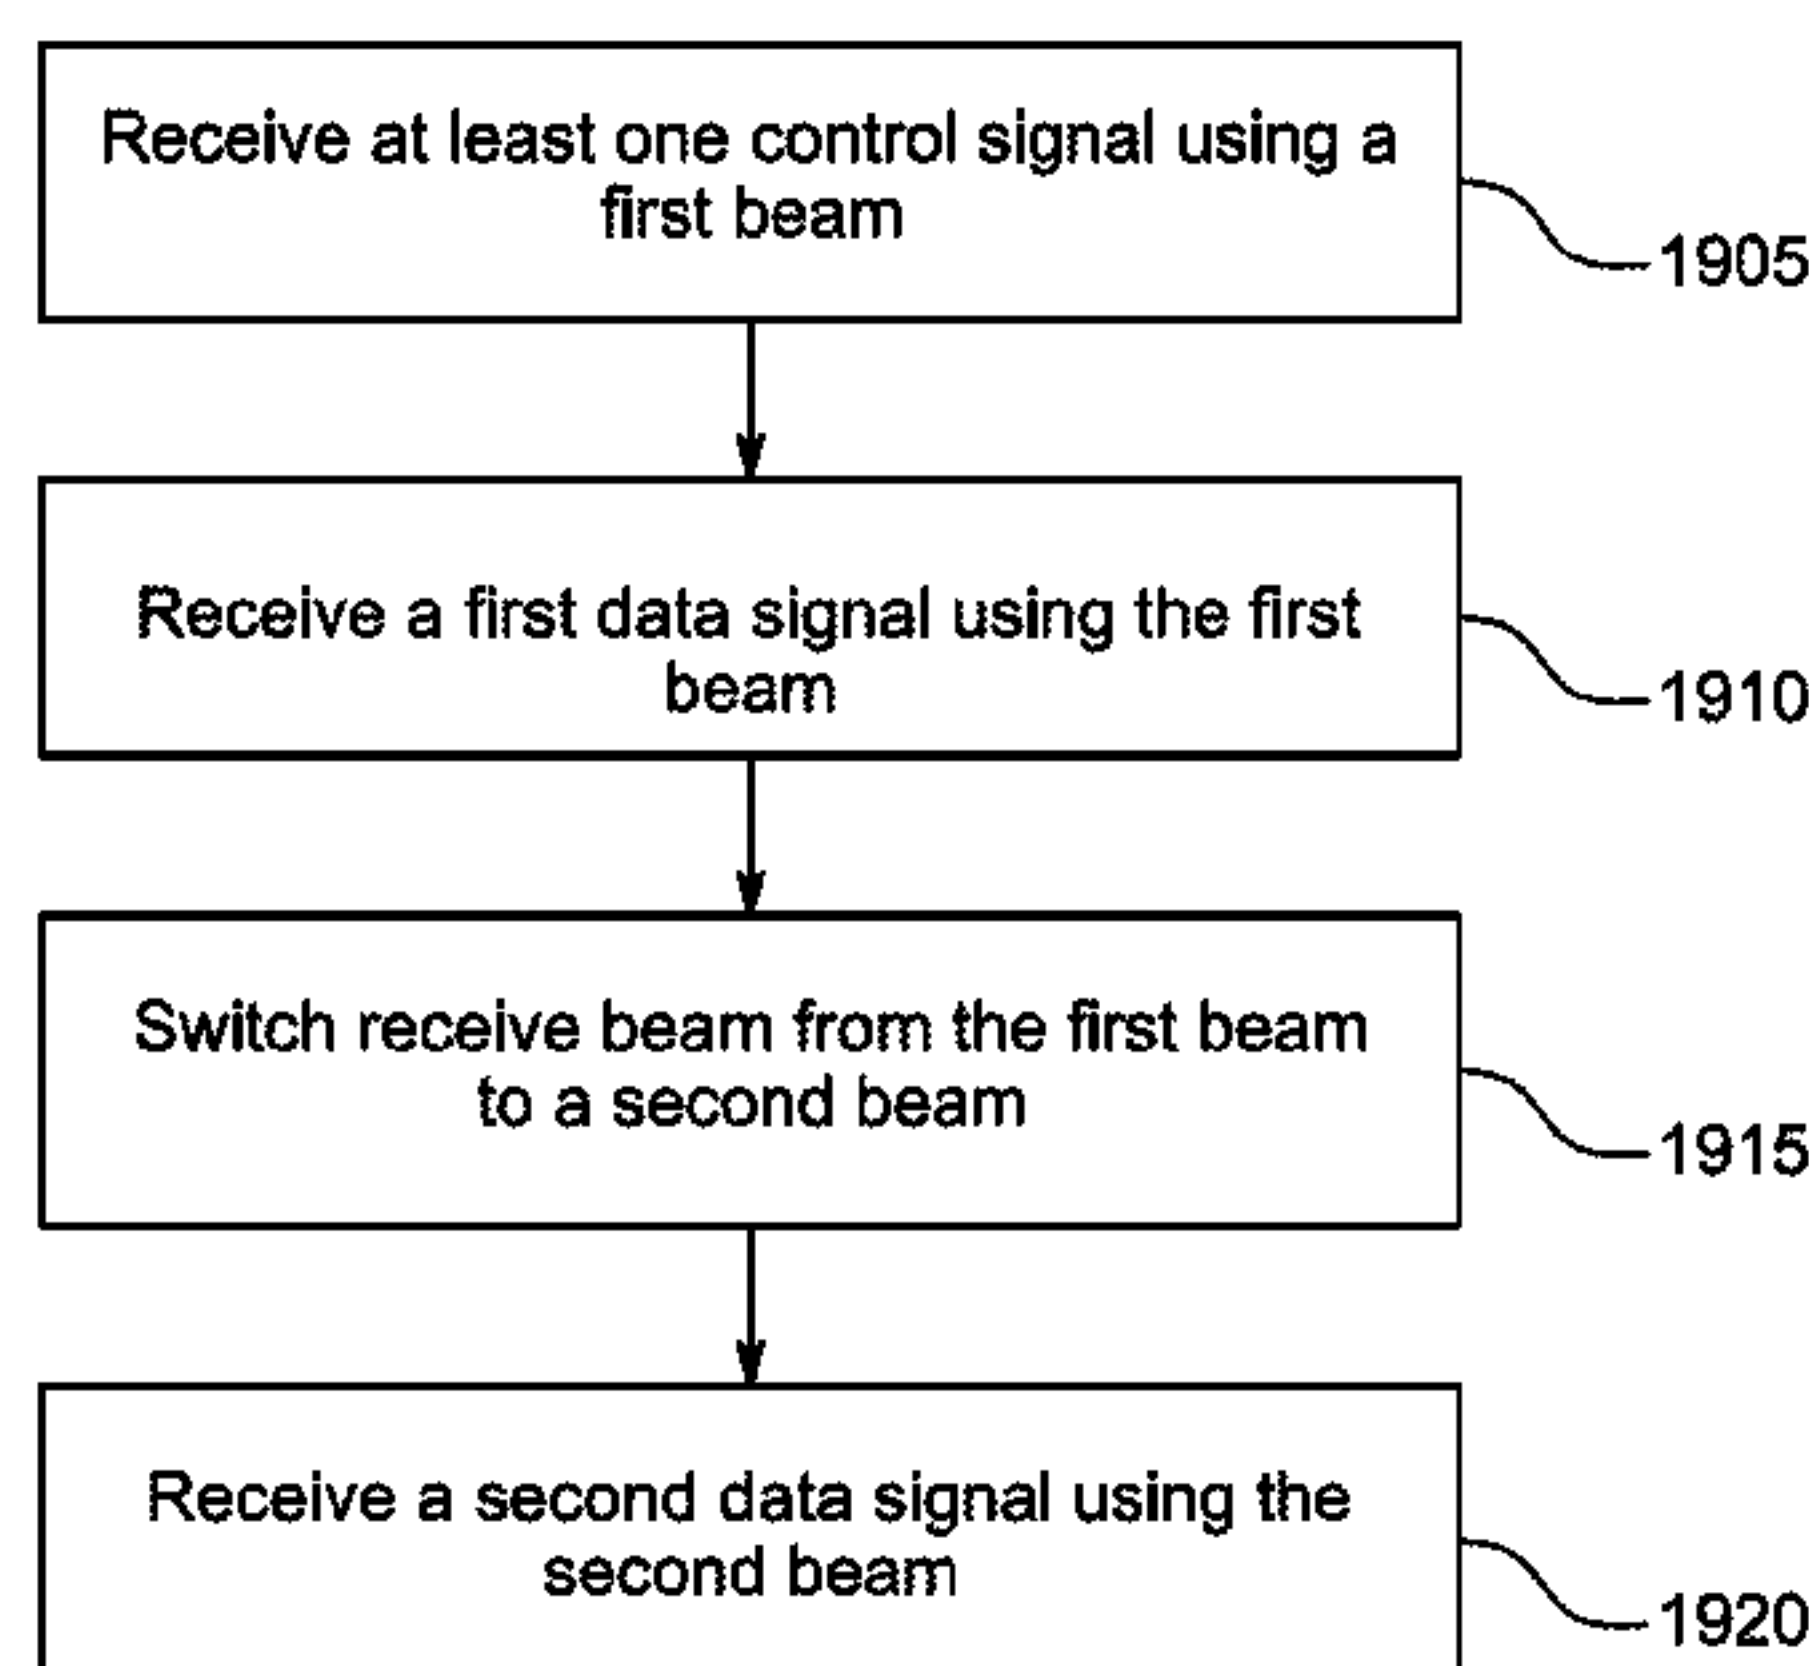 Receive at least one control signal using a
first beam
1905
Receive a first data signal using the first
beam
1910
Switch receive beam from the first beam
to a second beam
1915
Receive a second data signal using the
second beam
1920